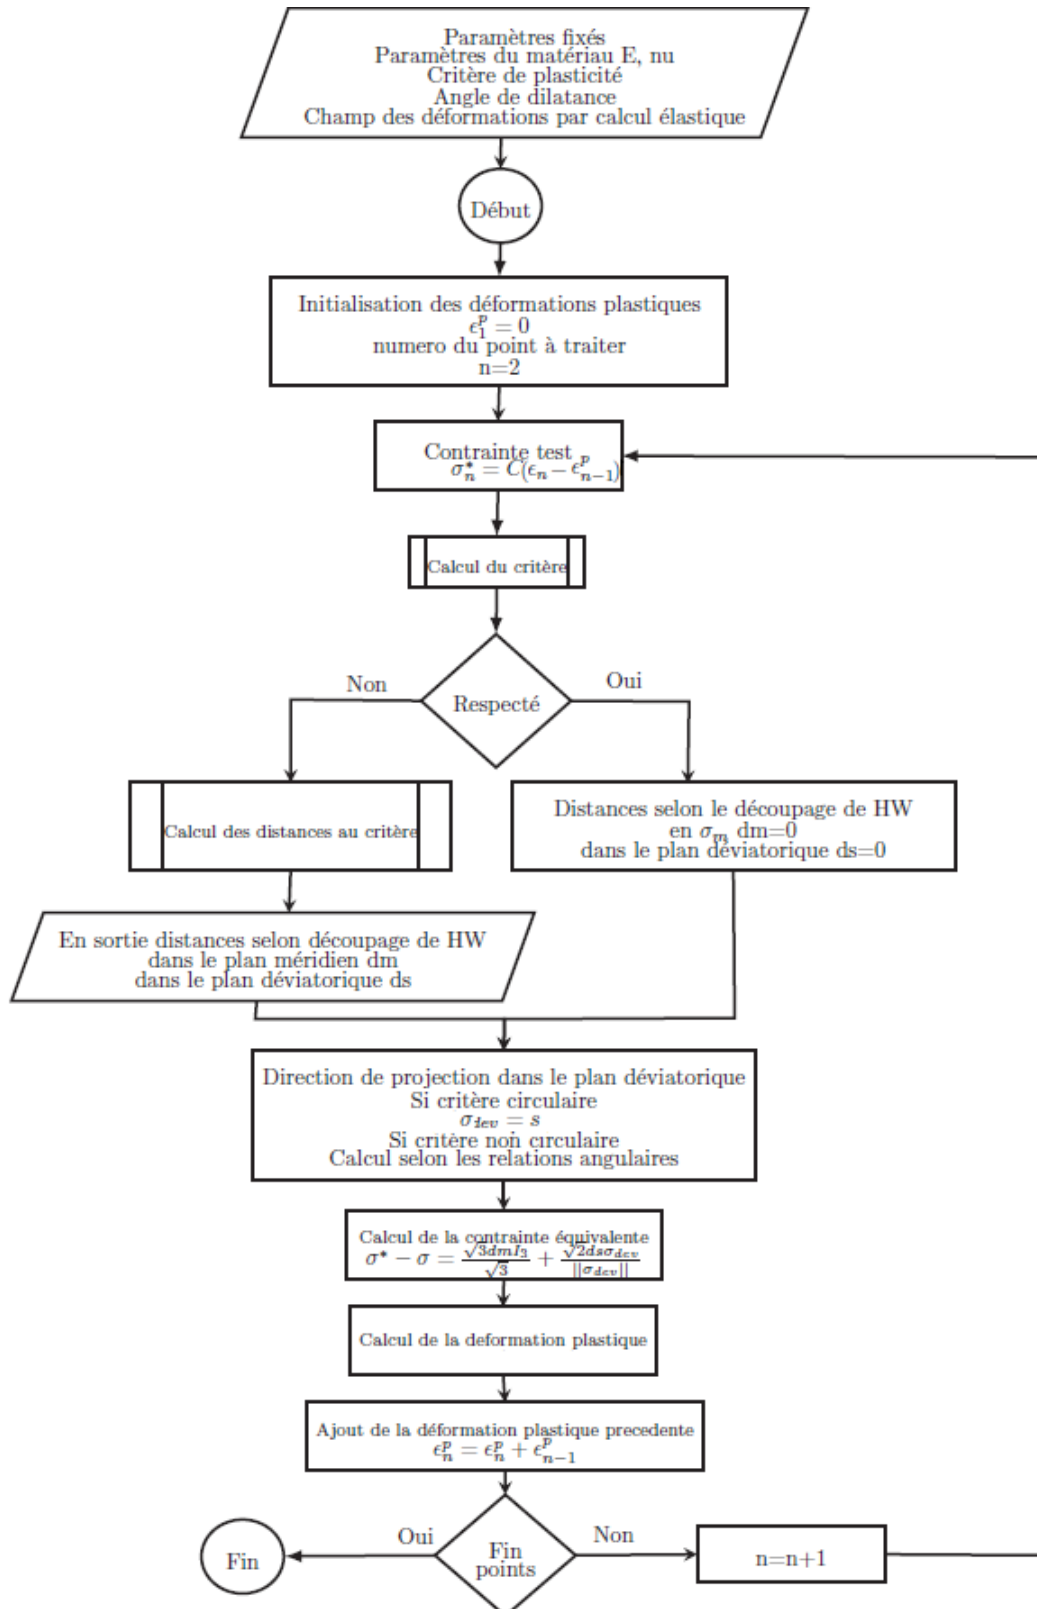 Paramètres fixés
Paramètres du matériau E, nu
Critère de plasticité
Angle de dilatance
Champ des déformations par calcul élastique
Début
Initialisation des déformations plastiques
ϵ₁ᵖ = 0
numero du point à traiter
n=2
Contrainte test
σₙ* = C(ϵₙ − ϵₙ₋₁ᵖ)
Calcul du critère
Non
Oui
Respecté
Calcul des distances au critère
Distances selon le découpage de HW
en σₘ dm=0
dans le plan déviatorique ds=0
En sortie distances selon découpage de HW
dans le plan méridien dm
dans le plan déviatorique ds
Direction de projection dans le plan déviatorique
Si critère circulaire
σ_dev = s
Si critère non circulaire
Calcul selon les relations angulaires
Calcul de la contrainte équivalente
σ* − σ = √3dmI₃/√3 + √2dsσ_dev/||σ_dev||
Calcul de la deformation plastique
Ajout de la déformation plastique precedente
ϵₙᵖ = ϵₙᵖ + ϵₙ₋₁ᵖ
Oui
Non
Fin
Fin
points
n=n+1